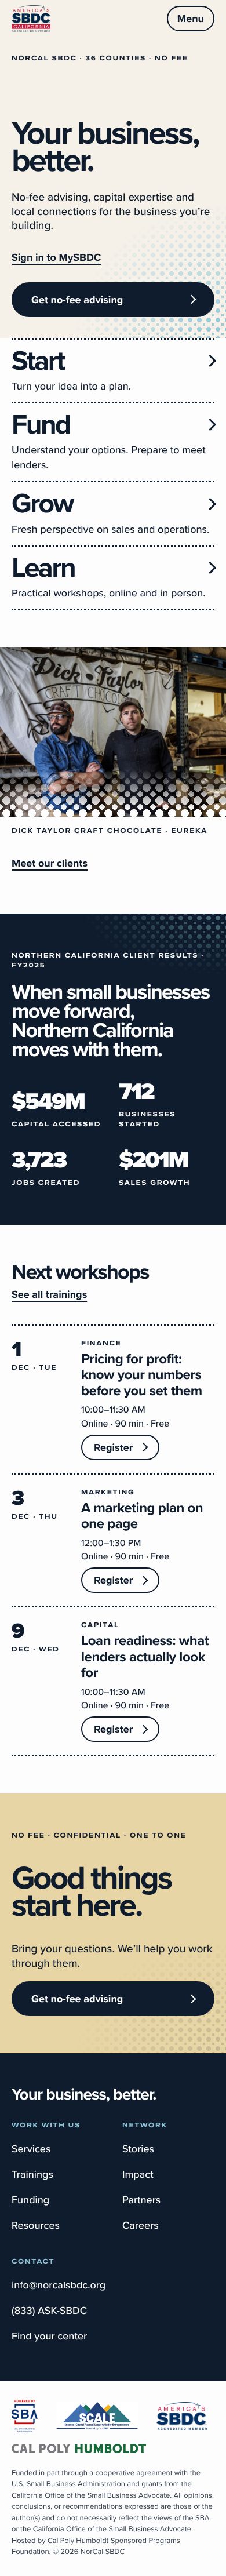 AMERICA'S
SBDC
CALIFORNIA
Menu
NORCAL SBDC · 36 COUNTIES · NO FEE
Your business,
better.
No-fee advising, capital expertise and
local connections for the business you're
building.
Sign in to MySBDC
Get no-fee advising
Start
Turn your idea into a plan.
Fund
Understand your options. Prepare to meet
lenders.
Grow
Fresh perspective on sales and operations.
Learn
Practical workshops, online and in person.
Dick Taylor
CRAFT CHOCOLATE
DICK TAYLOR CRAFT CHOCOLATE · EUREKA
Meet our clients
NORTHERN CALIFORNIA CLIENT RESULTS ·
FY2025
When small businesses
move forward,
Northern California
moves with them.
$549M
CAPITAL ACCESSED
712
BUSINESSES
STARTED
3,723
JOBS CREATED
$201M
SALES GROWTH
Next workshops
See all trainings
1
DEC · TUE
FINANCE
Pricing for profit:
know your numbers
before you set them
10:00–11:30 AM
Online · 90 min · Free
Register
3
DEC · THU
MARKETING
A marketing plan on
one page
12:00–1:30 PM
Online · 90 min · Free
Register
9
DEC · WED
CAPITAL
Loan readiness: what
lenders actually look
for
10:00–11:30 AM
Online · 90 min · Free
Register
NO FEE · CONFIDENTIAL · ONE TO ONE
Good things
start here.
Bring your questions. We'll help you work
through them.
Get no-fee advising
Your business, better.
WORK WITH US
Services
Trainings
Funding
Resources
NETWORK
Stories
Impact
Partners
Careers
CONTACT
info@norcalsbdc.org
(833) ASK-SBDC
Find your center
POWERED BY
SBA
SCALE
AMERICA'S
SBDC
ACCREDITED MEMBER
CAL POLY HUMBOLDT
Funded in part through a cooperative agreement with the
U.S. Small Business Administration and grants from the
California Office of the Small Business Advocate. All opinions,
conclusions, or recommendations expressed are those of the
author(s) and do not necessarily reflect the views of the SBA
or the California Office of the Small Business Advocate.
Hosted by Cal Poly Humboldt Sponsored Programs
Foundation. © 2026 NorCal SBDC